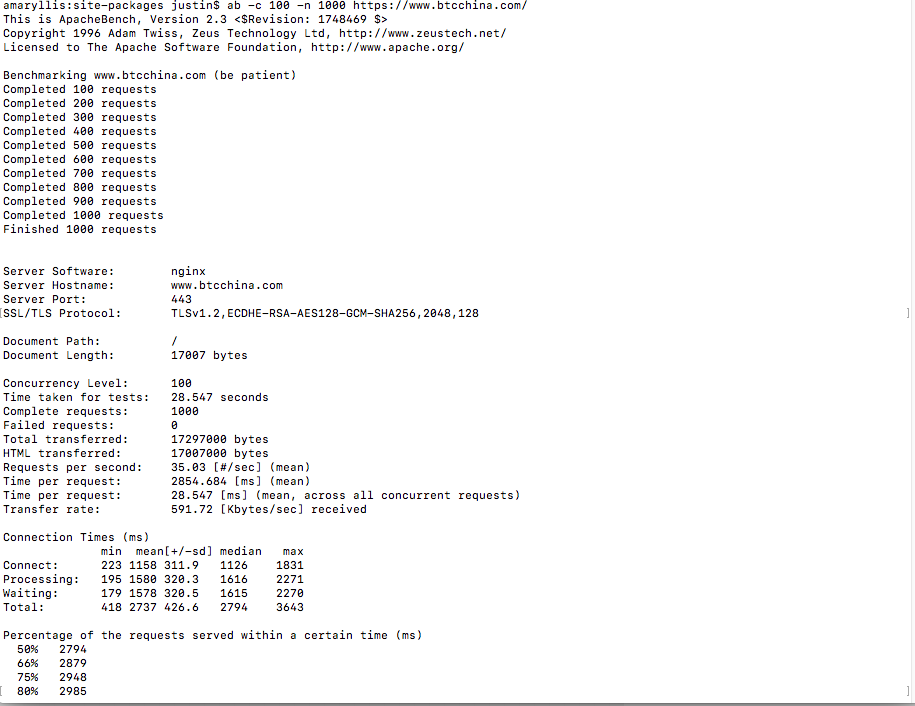 amaryllis:site-packages justin$ ab -c 100 -n 1000 https://www.btcchina.com/
This is ApacheBench, Version 2.3 <$Revision: 1748469 $>
Copyright 1996 Adam Twiss, Zeus Technology Ltd, http://www.zeustech.net/
Licensed to The Apache Software Foundation, http://www.apache.org/

Benchmarking www.btcchina.com (be patient)
Completed 100 requests
Completed 200 requests
Completed 300 requests
Completed 400 requests
Completed 500 requests
Completed 600 requests
Completed 700 requests
Completed 800 requests
Completed 900 requests
Completed 1000 requests
Finished 1000 requests


Server Software:        nginx
Server Hostname:        www.btcchina.com
Server Port:            443
[SSL/TLS Protocol:       TLSv1.2,ECDHE-RSA-AES128-GCM-SHA256,2048,128 ]

Document Path:          /
Document Length:        17007 bytes

Concurrency Level:      100
Time taken for tests:   28.547 seconds
Complete requests:      1000
Failed requests:        0
Total transferred:      17297000 bytes
HTML transferred:       17007000 bytes
Requests per second:    35.03 [#/sec] (mean)
Time per request:       2854.684 [ms] (mean)
Time per request:       28.547 [ms] (mean, across all concurrent requests)
Transfer rate:          591.72 [Kbytes/sec] received

Connection Times (ms)
              min  mean[+/-sd] median   max
Connect:      223 1158 311.9   1126    1831
Processing:   195 1580 320.3   1616    2271
Waiting:      179 1578 320.5   1615    2270
Total:        418 2737 426.6   2794    3643

Percentage of the requests served within a certain time (ms)
  50%   2794
  66%   2879
  75%   2948
[ 80%   2985 ]